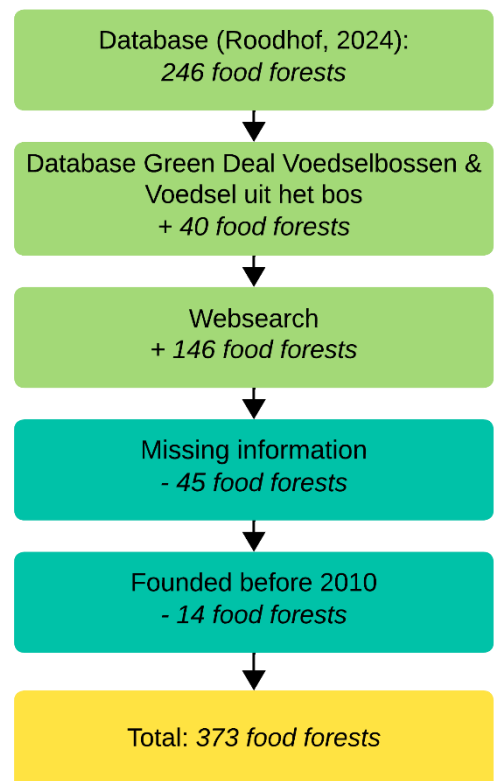 Database (Roodhof, 2024):
246 food forests
Database Green Deal Voedselbossen &
Voedsel uit het bos
+ 40 food forests
Websearch
+ 146 food forests
Missing information
- 45 food forests
Founded before 2010
- 14 food forests
Total: 373 food forests